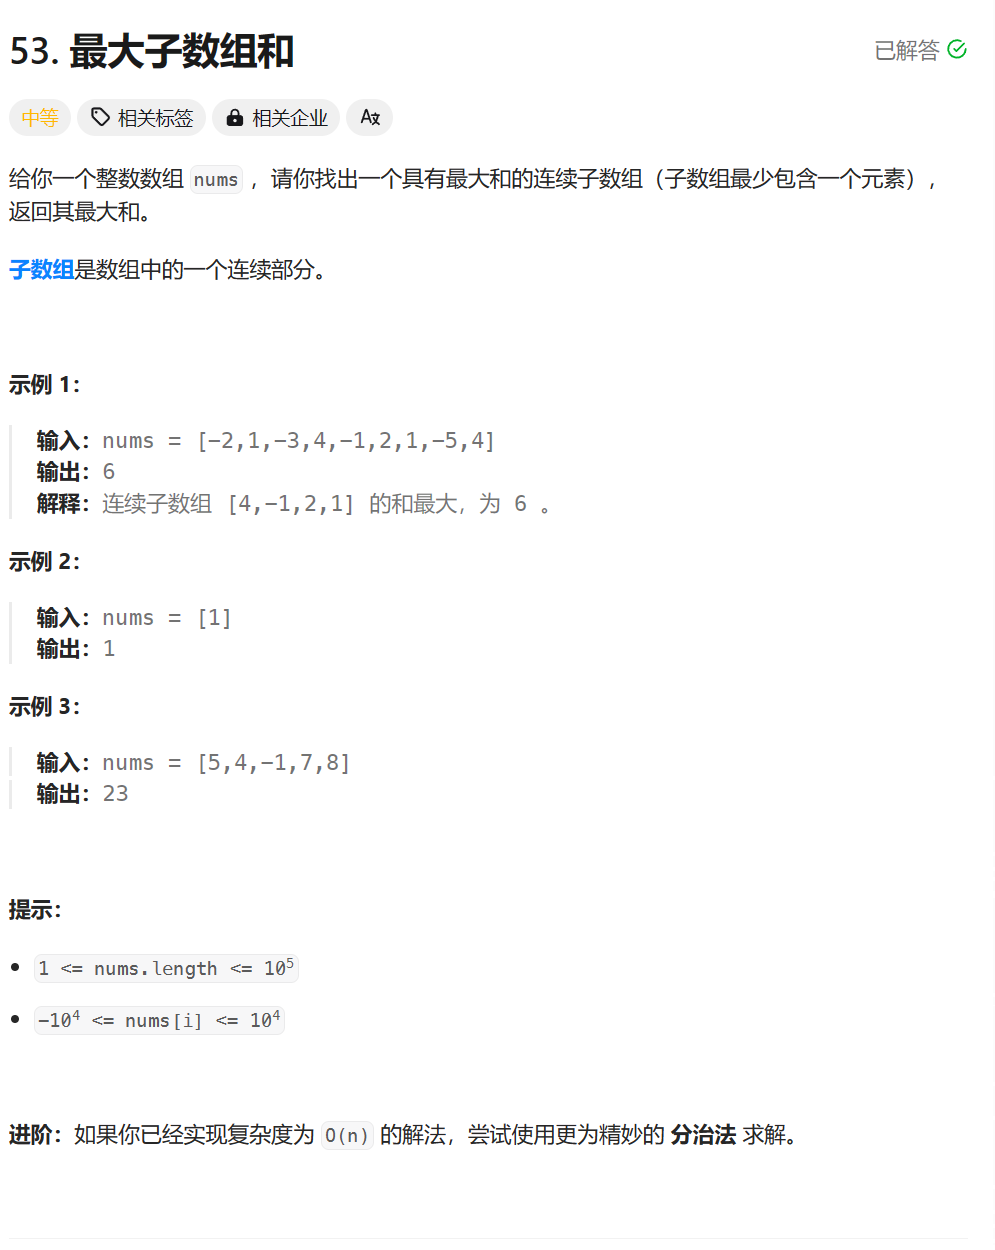 53. 最大子数组和
已解答
中等 相关标签 相关企业
给你一个整数数组 nums ，请你找出一个具有最大和的连续子数组（子数组最少包含一个元素），
返回其最大和。
子数组是数组中的一个连续部分。
示例 1：
输入：nums = [-2,1,-3,4,-1,2,1,-5,4]
输出：6
解释：连续子数组 [4,-1,2,1] 的和最大，为 6 。
示例 2：
输入：nums = [1]
输出：1
示例 3：
输入：nums = [5,4,-1,7,8]
输出：23
提示：
• 1 <= nums.length <= 10⁵
• -10⁴ <= nums[i] <= 10⁴
进阶：如果你已经实现复杂度为 O(n) 的解法，尝试使用更为精妙的 分治法 求解。